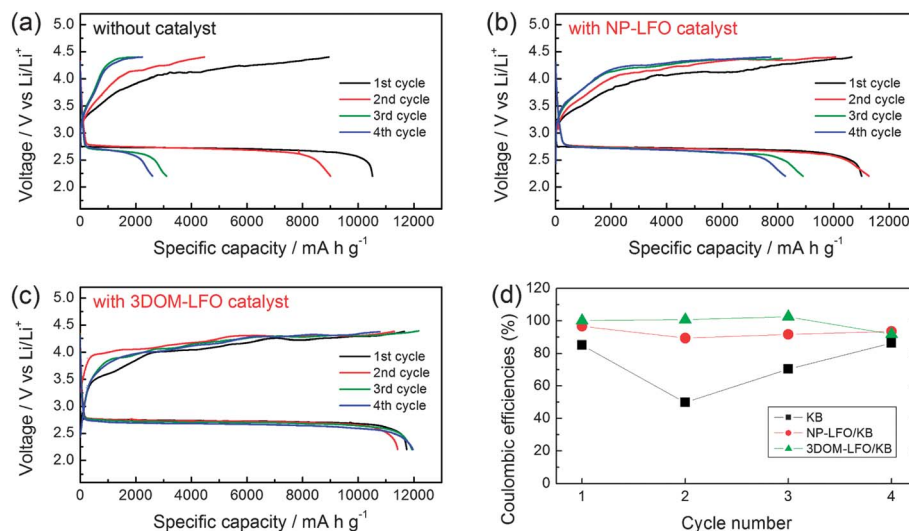 (a) without catalyst
Voltage / V vs Li/Li⁺
5.0
4.5
4.0
3.5
3.0
2.5
2.0
1st cycle
2nd cycle
3rd cycle
4th cycle
0 2000 4000 6000 8000 10000 12000
Specific capacity / mA h g⁻¹
(b) with NP-LFO catalyst
Voltage / V vs Li/Li⁺
5.0
4.5
4.0
3.5
3.0
2.5
2.0
1st cycle
2nd cycle
3rd cycle
4th cycle
0 2000 4000 6000 8000 10000 12000
Specific capacity / mA h g⁻¹
(c) with 3DOM-LFO catalyst
Voltage / V vs Li/Li⁺
5.0
4.5
4.0
3.5
3.0
2.5
2.0
1st cycle
2nd cycle
3rd cycle
4th cycle
0 2000 4000 6000 8000 10000 12000
Specific capacity / mA h g⁻¹
(d)
Coulombic efficiencies (%)
120
100
80
60
40
20
0
KB
NP-LFO/KB
3DOM-LFO/KB
1 2 3 4
Cycle number